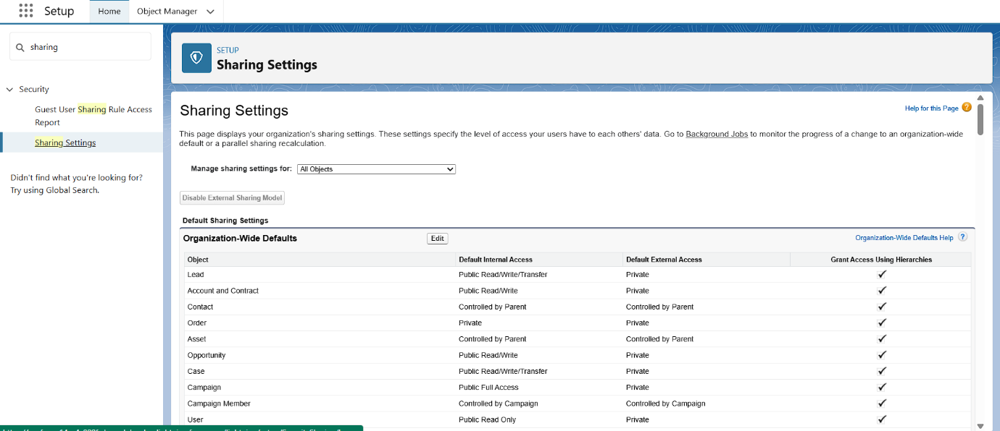 Setup Home Object Manager
sharing
Security
Guest User Sharing Rule Access
Report
Sharing Settings
Didn't find what you're looking for?
Try using Global Search.
SETUP
Sharing Settings
Sharing Settings
Help for this Page ?
This page displays your organization's sharing settings. These settings specify the level of access your users have to each others' data. Go to Background Jobs to monitor the progress of a change to an organization-wide
default or a parallel sharing recalculation.
Manage sharing settings for: All Objects
Disable External Sharing Model
Default Sharing Settings
Organization-Wide Defaults Edit Organization-Wide Defaults Help ?
Object Default Internal Access Default External Access Grant Access Using Hierarchies
Lead Public Read/Write/Transfer Private ✓
Account and Contract Public Read/Write Private ✓
Contact Controlled by Parent Controlled by Parent ✓
Order Private Private ✓
Asset Controlled by Parent Controlled by Parent ✓
Opportunity Public Read/Write Private ✓
Case Public Read/Write/Transfer Private ✓
Campaign Public Full Access Private ✓
Campaign Member Controlled by Campaign Controlled by Campaign ✓
User Public Read Only Private ✓